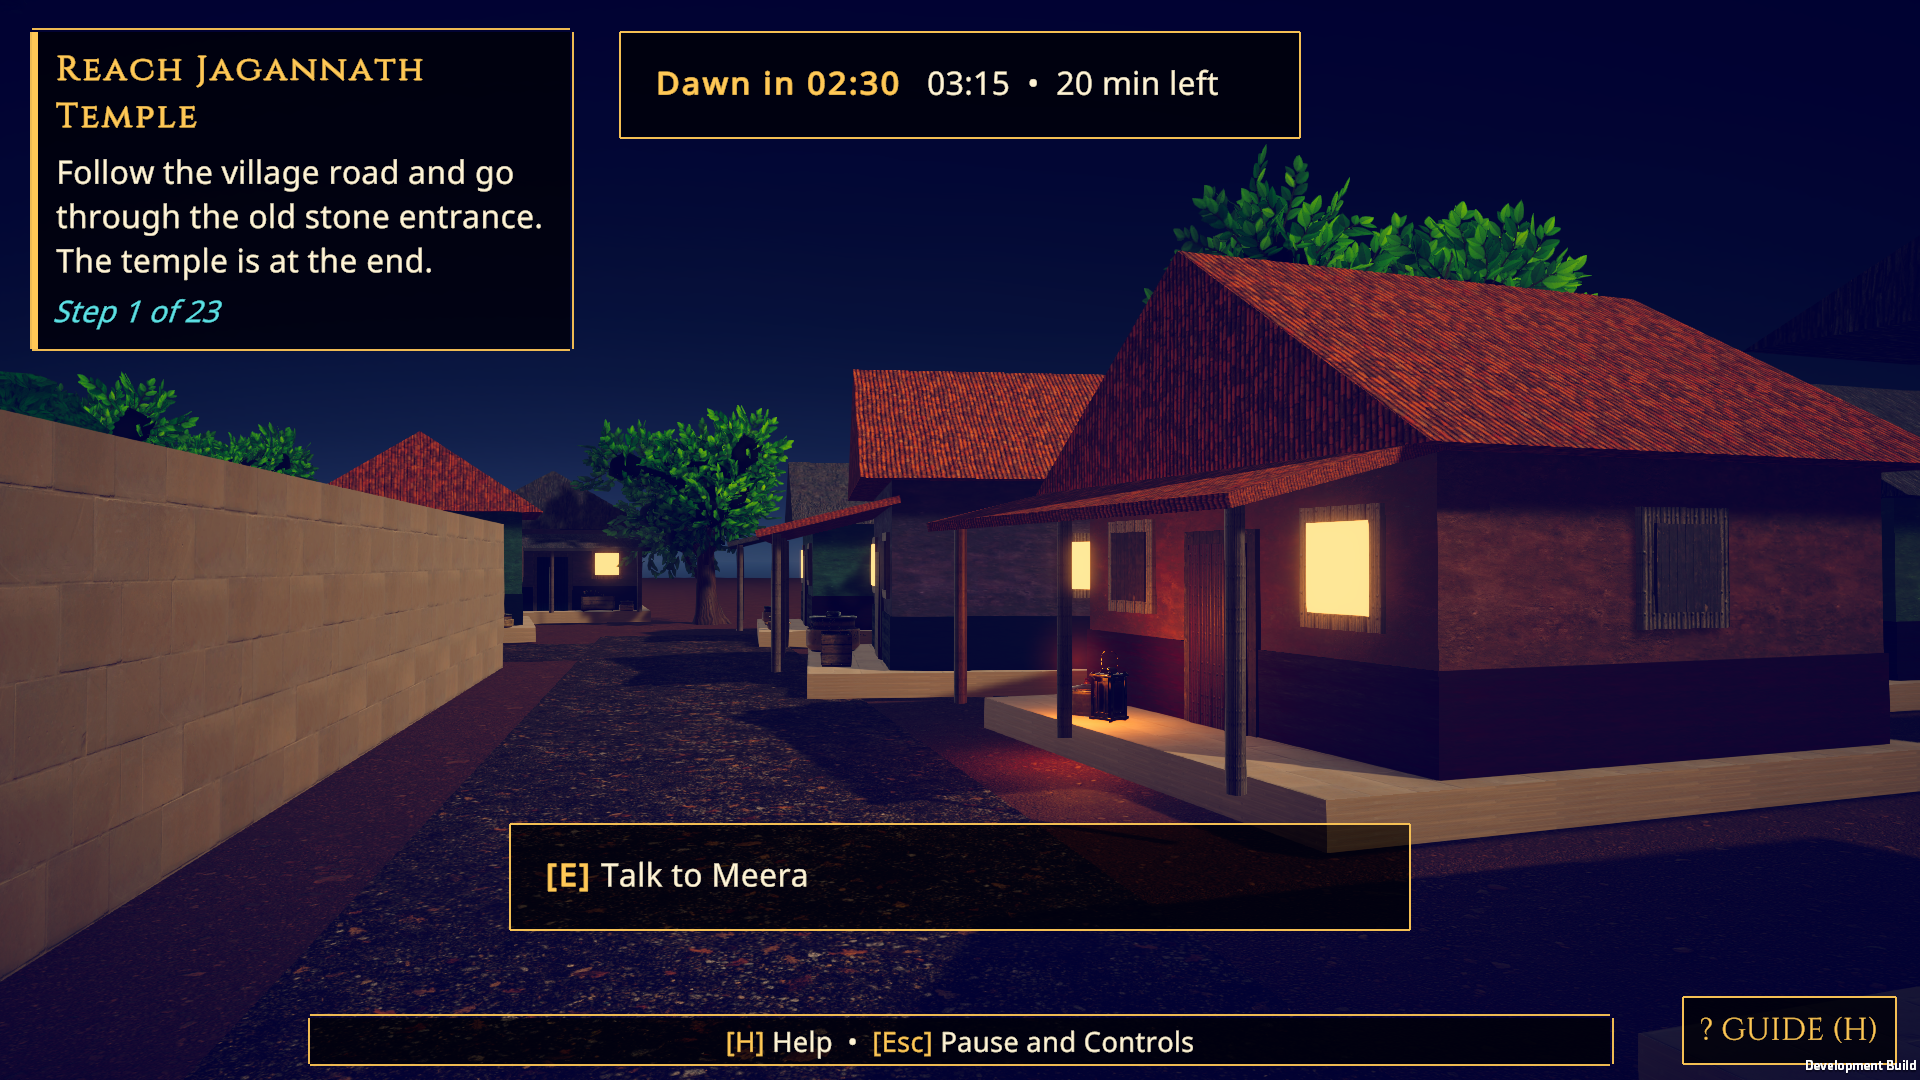 Reach Jagannath
Temple
Follow the village road and go
through the old stone entrance.
The temple is at the end.
Step 1 of 23
Dawn in 02:30 03:15 • 20 min left
[E] Talk to Meera
[H] Help • [Esc] Pause and Controls
? GUIDE (H)
Development Build